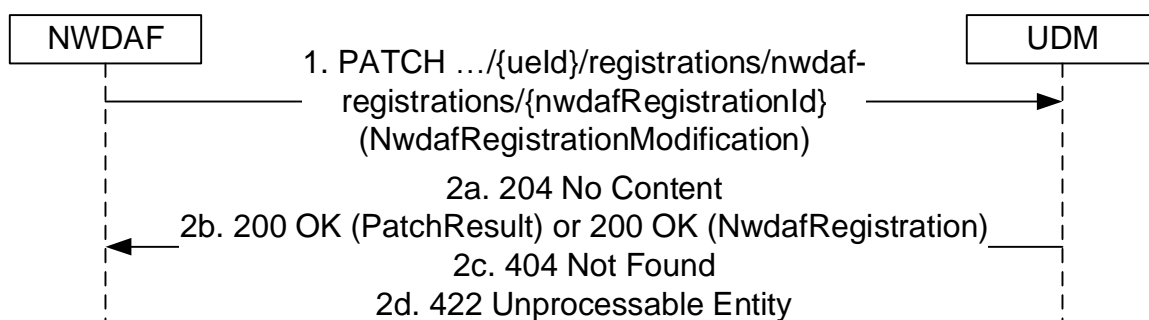 NWDAF
UDM
1. PATCH …/{ueId}/registrations/nwdaf-
registrations/{nwdafRegistrationId}
(NwdafRegistrationModification)
2a. 204 No Content
2b. 200 OK (PatchResult) or 200 OK (NwdafRegistration)
2c. 404 Not Found
2d. 422 Unprocessable Entity